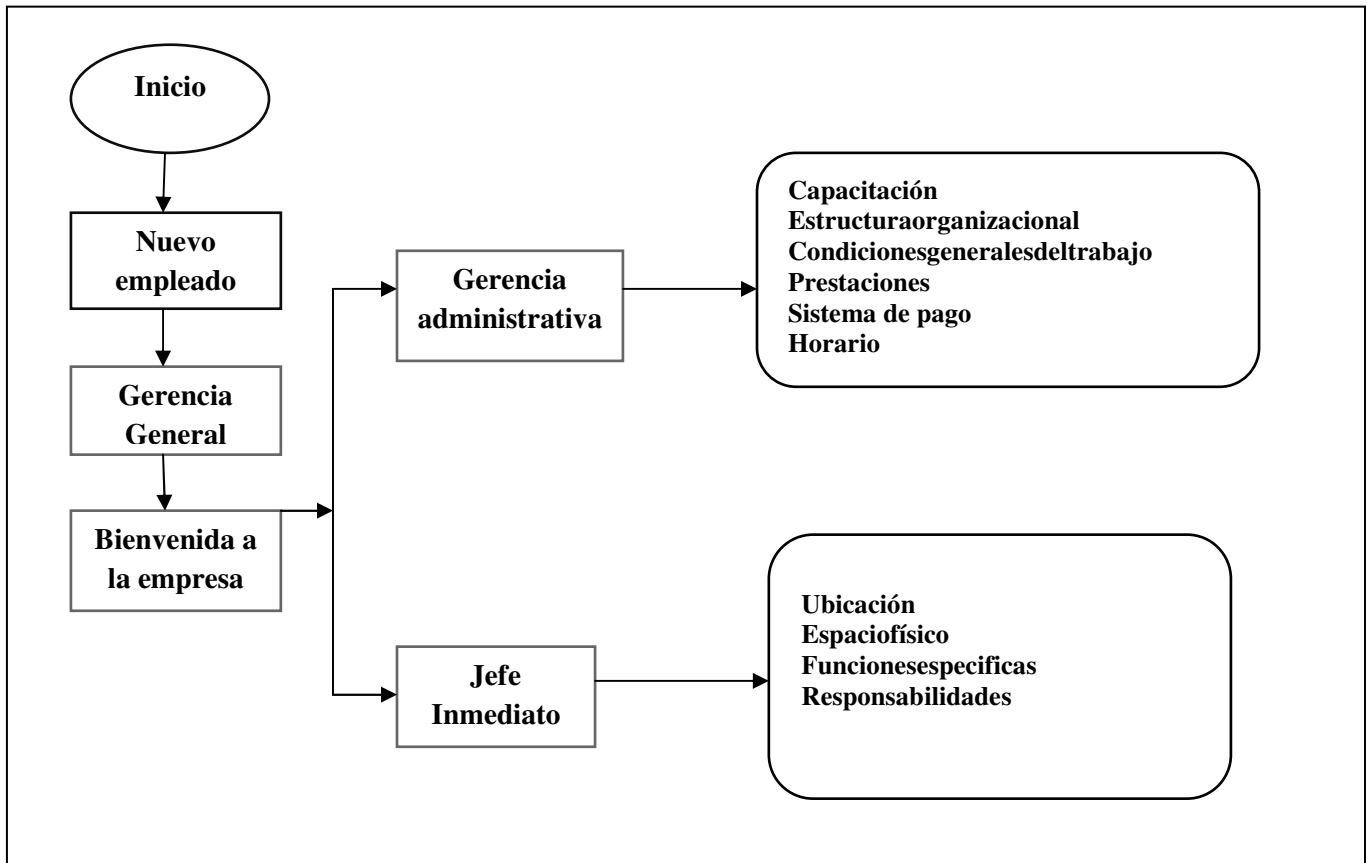 Inicio
Nuevo
empleado
Gerencia
General
Bienvenida a
la empresa
Gerencia
administrativa
Capacitación
Estructuraorganizacional
Condicionesgeneralesdeltrabajo
Prestaciones
Sistema de pago
Horario
Jefe
Inmediato
Ubicación
Espaciofísico
Funcionesespecificas
Responsabilidades